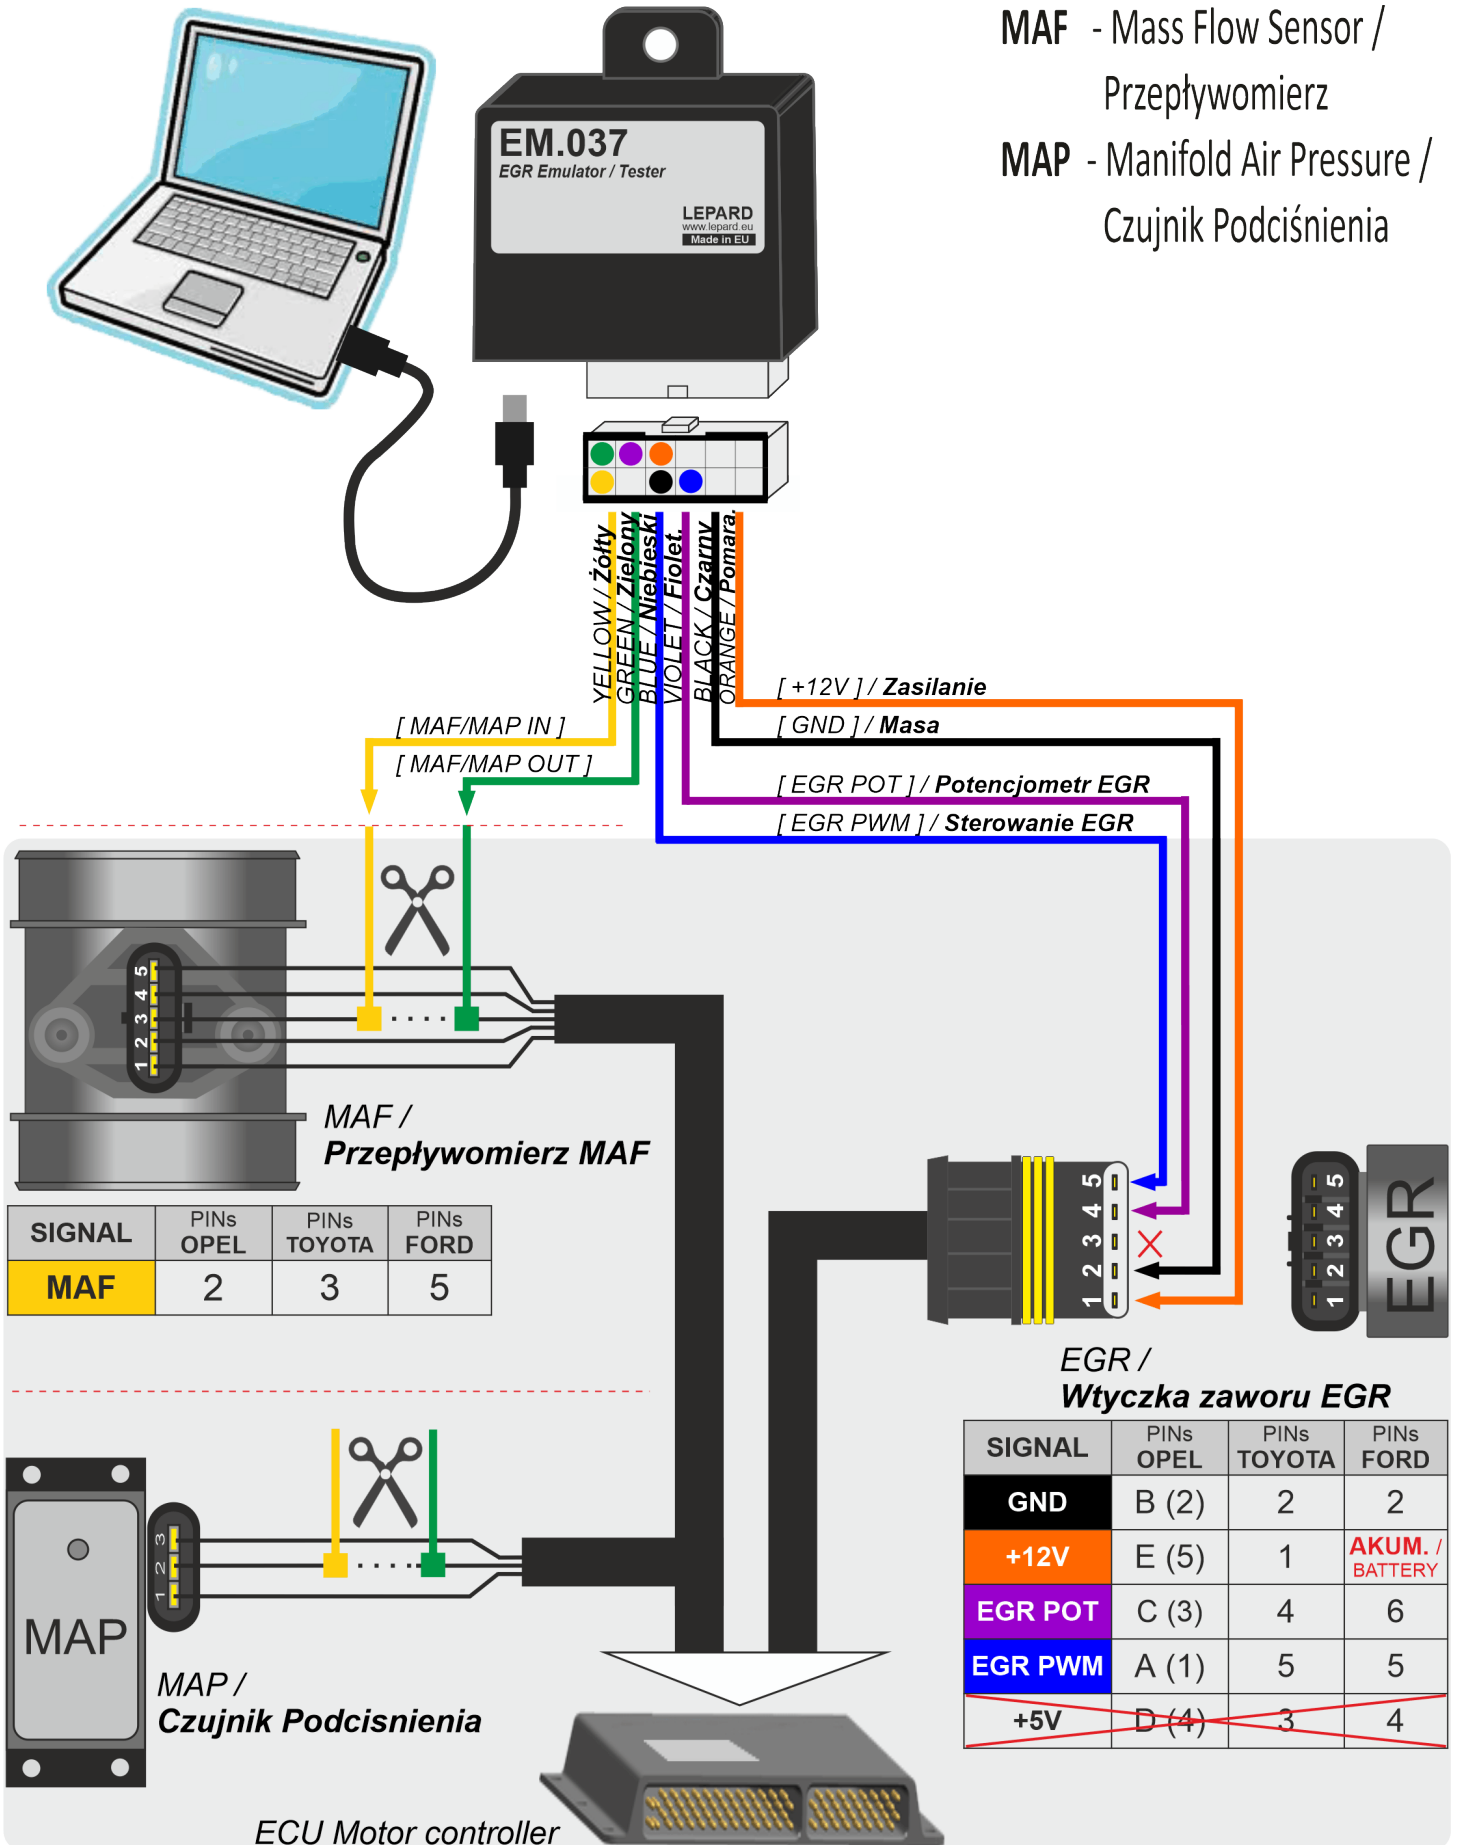 MAF - Mass Flow Sensor /
Przepływomierz
MAP - Manifold Air Pressure /
Czujnik Podciśnienia
EM.037
EGR Emulator / Tester
LEPARD
www.lepard.eu
Made in EU
YELLOW / Żółty
GREEN / Zielony
BLUE / Niebieski
VIOLET / Fiolet.
BLACK / Czarny
ORANGE / Pomara.
[ +12V ] / Zasilanie
[ GND ] / Masa
[ MAF/MAP IN ]
[ MAF/MAP OUT ]
[ EGR POT ] / Potencjometr EGR
[ EGR PWM ] / Sterowanie EGR
5
4
3
2
1
MAF /
Przepływomierz MAF
SIGNAL PINs OPEL PINs TOYOTA PINs FORD
MAF 2 3 5
5
4
3
2
1
5
4
3
2
1
EGR
EGR /
Wtyczka zaworu EGR
SIGNAL PINs OPEL PINs TOYOTA PINs FORD
GND B (2) 2 2
+12V E (5) 1 AKUM. / BATTERY
EGR POT C (3) 4 6
EGR PWM A (1) 5 5
+5V D (4) 3 4
3
2
1
MAP
MAP /
Czujnik Podcisnienia
ECU Motor controller